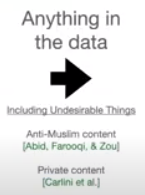 Anything in
the data
Including Undesirable Things
Anti-Muslim content
[Abid, Farooqi, & Zou]
Private content
[Carlini et al.]